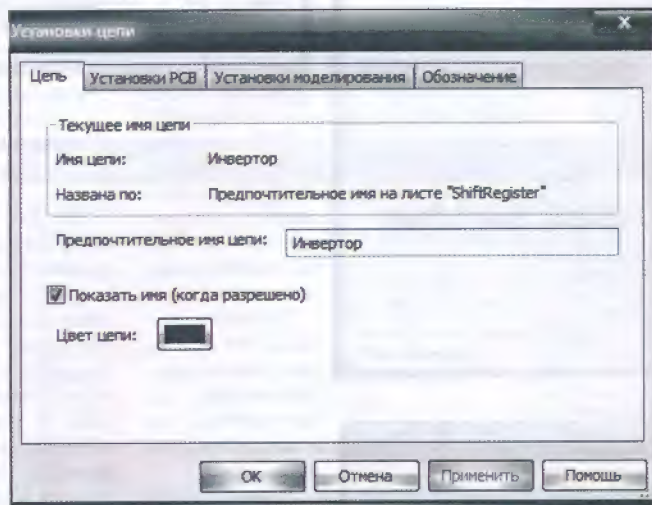 Установки цепи
Цепь Установки PCB Установки моделирования Обозначение
Текущее имя цепи
Имя цепи: Инвертор
Названа по: Предпочтительное имя на листе "ShiftRegister"
Предпочтительное имя цепи: Инвертор
Показать имя (когда разрешено)
Цвет цепи:
OK Отмена Применить Помощь